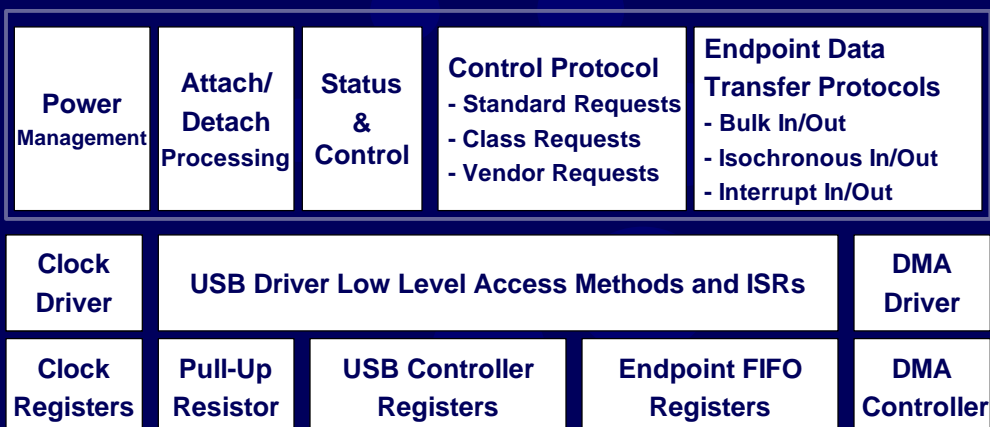 Power
Management
Attach/
Detach
Processing
Status
&
Control
Control Protocol
- Standard Requests
- Class Requests
- Vendor Requests
Endpoint Data
Transfer Protocols
- Bulk In/Out
- Isochronous In/Out
- Interrupt In/Out
Clock
Driver
USB Driver Low Level Access Methods and ISRs
DMA
Driver
Clock
Registers
Pull-Up
Resistor
USB Controller
Registers
Endpoint FIFO
Registers
DMA
Controller